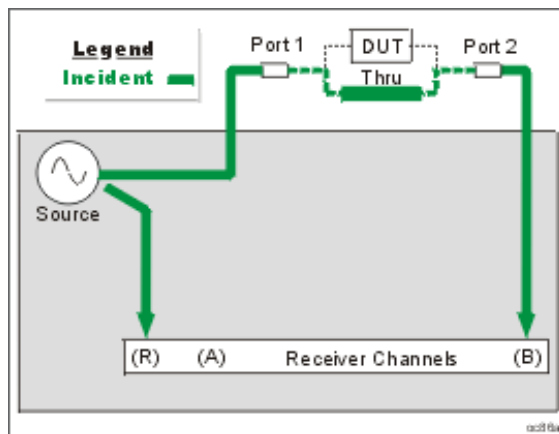 Legend
Incident
Port 1
DUT
Port 2
Thru
Source
(R) (A) Receiver Channels (B)